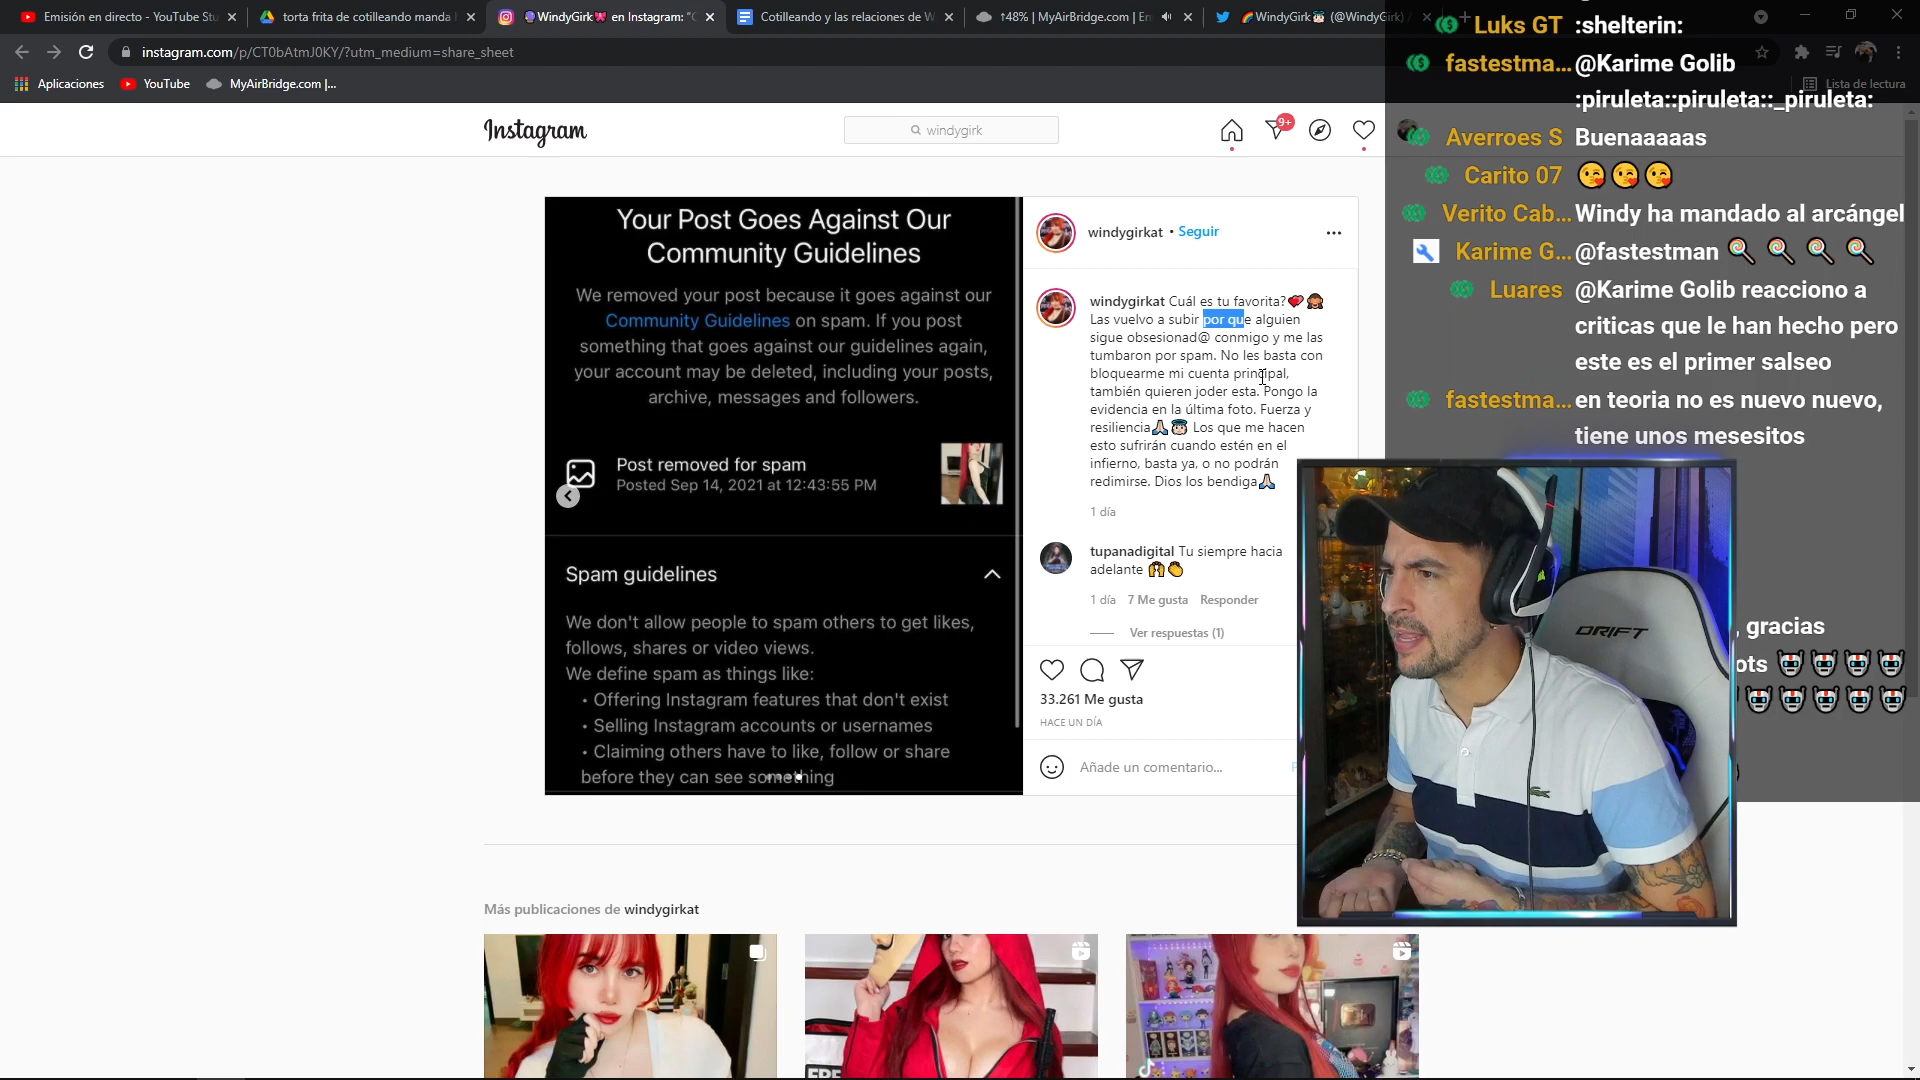 Emisión en directo - YouTube Stu
torta frita de cotilleando manda l
🔮WindyGirk🎀 en Instagram: "C
Cotilleando y las relaciones de W
↑48% | MyAirBridge.com | En
🌈WindyGirk👼🏻 (@WindyGirk) /
instagram.com/p/CT0bAtmJ0KY/?utm_medium=share_sheet
Aplicaciones
YouTube
MyAirBridge.com |...
Lista de lectura
Instagram
windygirk
9+
Your Post Goes Against Our
Community Guidelines
We removed your post because it goes against our
Community Guidelines on spam. If you post
something that goes against our guidelines again,
your account may be deleted, including your posts,
archive, messages and followers.
Post removed for spam
Posted Sep 14, 2021 at 12:43:55 PM
Spam guidelines
We don't allow people to spam others to get likes,
follows, shares or video views.
We define spam as things like:
• Offering Instagram features that don't exist
• Selling Instagram accounts or usernames
• Claiming others have to like, follow or share
before they can see something
windygirkat • Seguir
windygirkat Cuál es tu favorita?❤️🙊
Las vuelvo a subir por que alguien
sigue obsesionad@ conmigo y me las
tumbaron por spam. No les basta con
bloquearme mi cuenta principal,
también quieren joder esta. Pongo la
evidencia en la última foto. Fuerza y
resiliencia🙏🏻👼🏻 Los que me hacen
esto sufrirán cuando estén en el
infierno, basta ya, o no podrán
redimirse. Dios los bendiga🙏🏻
1 día
tupanadigital Tu siempre hacia
adelante 🙌👏
1 día 7 Me gusta Responder
Ver respuestas (1)
33.261 Me gusta
HACE UN DÍA
Añade un comentario...
P
Más publicaciones de windygirkat
Luks GT :shelterin:
fastestma... @Karime Golib
:piruleta::piruleta::_piruleta:
Averroes S Buenaaaaas
Carito 07 😘😘😘
Verito Cab... Windy ha mandado al arcángel
Karime G... @fastestman 🍭🍭🍭🍭
Luares @Karime Golib reacciono a
criticas que le han hecho pero
este es el primer salseo
fastestma... en teoria no es nuevo nuevo,
tiene unos mesesitos
, gracias
ots 🤖🤖🤖🤖
🤖🤖🤖🤖🤖
DRIFT